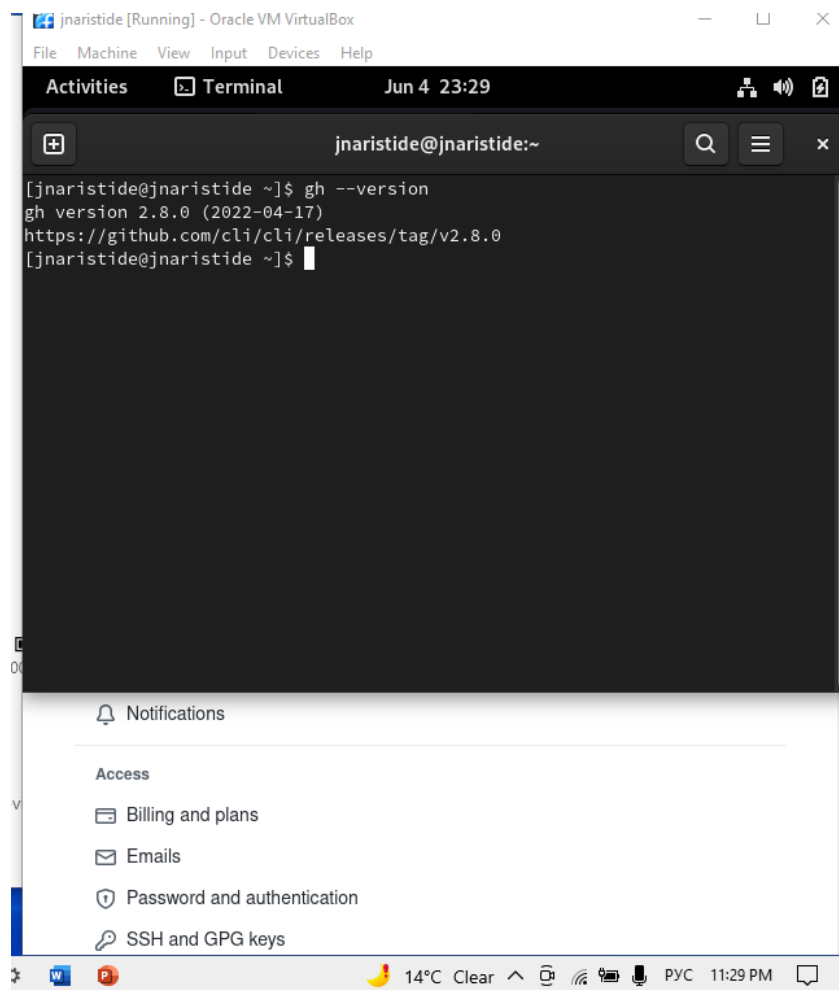 jnaristide [Running] - Oracle VM VirtualBox
File Machine View Input Devices Help
Activities Terminal Jun 4 23:29
jnaristide@jnaristide:~
[jnaristide@jnaristide ~]$ gh --version
gh version 2.8.0 (2022-04-17)
https://github.com/cli/cli/releases/tag/v2.8.0
[jnaristide@jnaristide ~]$
Notifications
Access
Billing and plans
Emails
Password and authentication
SSH and GPG keys
14°C Clear РУС 11:29 PM